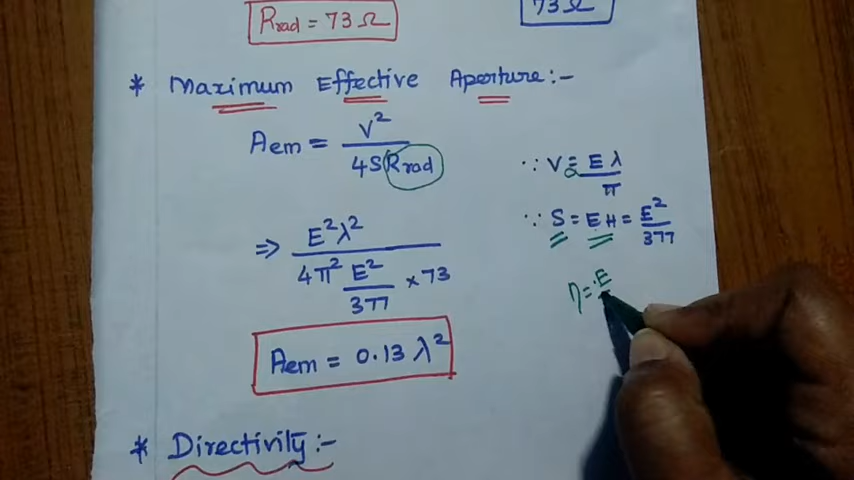 Rrad = 73 Ω
73 Ω
* Maximum Effective Aperture:-
Aem = V² / 4S Rrad
∵ V = Eλ / π
∵ S = EH = E² / 377
⇒ E²λ² / 4π² E²/377 × 73
η = E
Aem = 0.13 λ²
* Directivity:-